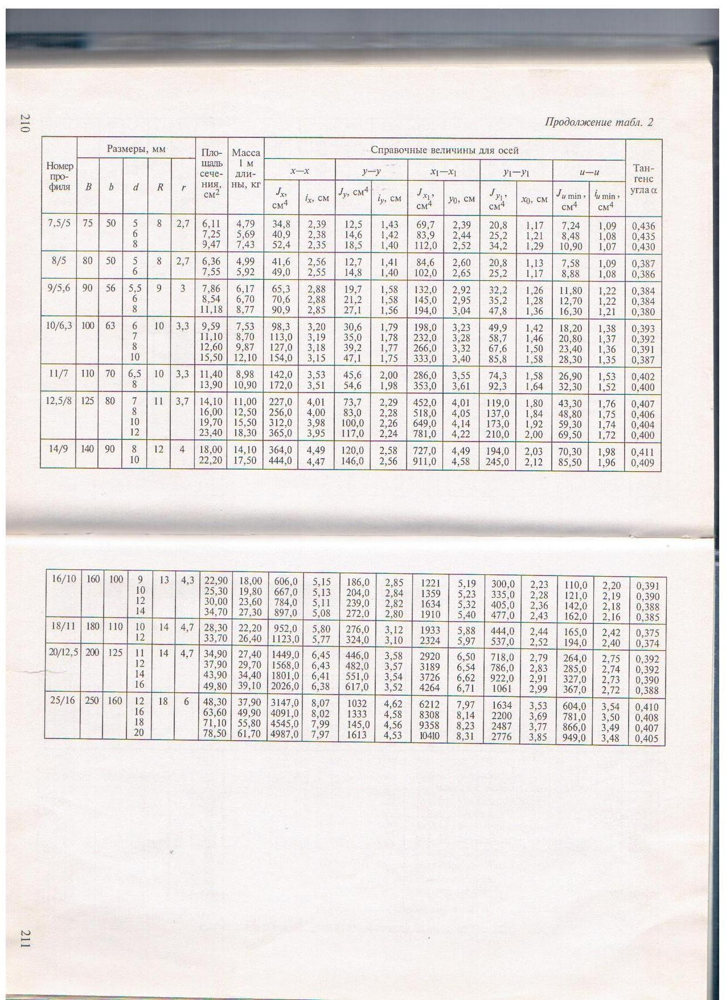 210
Продолжение табл. 2
Номер про- филя Размеры, мм Пло- щадь сече- ния, см² Масса 1 м дли- ны, кг Справочные величины для осей Тан- генс угла α
x—x y—y x₁—x₁ y₁—y₁ u—u
B b d R r Jx, см⁴ ix, см Jy, см⁴ iy, см Jx₁, см⁴ y₀, см Jy₁, см⁴ x₀, см Ju min, см⁴ iu min, см⁴
7,5/5 75 50 5 8 2,7 6,11 4,79 34,8 2,39 12,5 1,43 69,7 2,39 20,8 1,17 7,24 1,09 0,436
6 7,25 5,69 40,9 2,38 14,6 1,42 83,9 2,44 25,2 1,21 8,48 1,08 0,435
8 9,47 7,43 52,4 2,35 18,5 1,40 112,0 2,52 34,2 1,29 10,90 1,07 0,430
8/5 80 50 5 8 2,7 6,36 4,99 41,6 2,56 12,7 1,41 84,6 2,60 20,8 1,13 7,58 1,09 0,387
6 7,55 5,92 49,0 2,55 14,8 1,40 102,0 2,65 25,2 1,17 8,88 1,08 0,386
9/5,6 90 56 5,5 9 3 7,86 6,17 65,3 2,88 19,7 1,58 132,0 2,92 32,2 1,26 11,80 1,22 0,384
6 8,54 6,70 70,6 2,88 21,2 1,58 145,0 2,95 35,2 1,28 12,70 1,22 0,384
8 11,18 8,77 90,9 2,85 27,1 1,56 194,0 3,04 47,8 1,36 16,30 1,21 0,380
10/6,3 100 63 6 10 3,3 9,59 7,53 98,3 3,20 30,6 1,79 198,0 3,23 49,9 1,42 18,20 1,38 0,393
7 11,10 8,70 113,0 3,19 35,0 1,78 232,0 3,28 58,7 1,46 20,80 1,37 0,392
8 12,60 9,87 127,0 3,18 39,2 1,77 266,0 3,32 67,6 1,50 23,40 1,36 0,391
10 15,50 12,10 154,0 3,15 47,1 1,75 333,0 3,40 85,8 1,58 28,30 1,35 0,387
11/7 110 70 6,5 10 3,3 11,40 8,98 142,0 3,53 45,6 2,00 286,0 3,55 74,3 1,58 26,90 1,53 0,402
8 13,90 10,90 172,0 3,51 54,6 1,98 353,0 3,61 92,3 1,64 32,30 1,52 0,400
12,5/8 125 80 7 11 3,7 14,10 11,00 227,0 4,01 73,7 2,29 452,0 4,01 119,0 1,80 43,30 1,76 0,407
8 16,00 12,50 256,0 4,00 83,0 2,28 518,0 4,05 137,0 1,84 48,80 1,75 0,406
10 19,70 15,50 312,0 3,98 100,0 2,26 649,0 4,14 173,0 1,92 59,30 1,74 0,404
12 23,40 18,30 365,0 3,95 117,0 2,24 781,0 4,22 210,0 2,00 69,50 1,72 0,400
14/9 140 90 8 12 4 18,00 14,10 364,0 4,49 120,0 2,58 727,0 4,49 194,0 2,03 70,30 1,98 0,411
10 22,20 17,50 444,0 4,47 146,0 2,56 911,0 4,58 245,0 2,12 85,50 1,96 0,409
16/10 160 100 9 13 4,3 22,90 18,00 606,0 5,15 186,0 2,85 1221 5,19 300,0 2,23 110,0 2,20 0,391
10 25,30 19,80 667,0 5,13 204,0 2,84 1359 5,23 335,0 2,28 121,0 2,19 0,390
12 30,00 23,60 784,0 5,11 239,0 2,82 1634 5,32 405,0 2,36 142,0 2,18 0,388
14 34,70 27,30 897,0 5,08 272,0 2,80 1910 5,40 477,0 2,43 162,0 2,16 0,385
18/11 180 110 10 14 4,7 28,30 22,20 952,0 5,80 276,0 3,12 1933 5,88 444,0 2,44 165,0 2,42 0,375
12 33,70 26,40 1123,0 5,77 324,0 3,10 2324 5,97 537,0 2,52 194,0 2,40 0,374
20/12,5 200 125 11 14 4,7 34,90 27,40 1449,0 6,45 446,0 3,58 2920 6,50 718,0 2,79 264,0 2,75 0,392
12 37,90 29,70 1568,0 6,43 482,0 3,57 3189 6,54 786,0 2,83 285,0 2,74 0,392
14 43,90 34,40 1801,0 6,41 551,0 3,54 3726 6,62 922,0 2,91 327,0 2,73 0,390
16 49,80 39,10 2026,0 6,38 617,0 3,52 4264 6,71 1061 2,99 367,0 2,72 0,388
25/16 250 160 12 18 6 48,30 37,90 3147,0 8,07 1032 4,62 6212 7,97 1634 3,53 604,0 3,54 0,410
16 63,60 49,90 4091,0 8,02 1333 4,58 8308 8,14 2200 3,69 781,0 3,50 0,408
18 71,10 55,80 4545,0 7,99 145,0 4,56 9358 8,23 2487 3,77 866,0 3,49 0,407
20 78,50 61,70 4987,0 7,97 1613 4,53 10410 8,31 2776 3,85 949,0 3,48 0,405
211